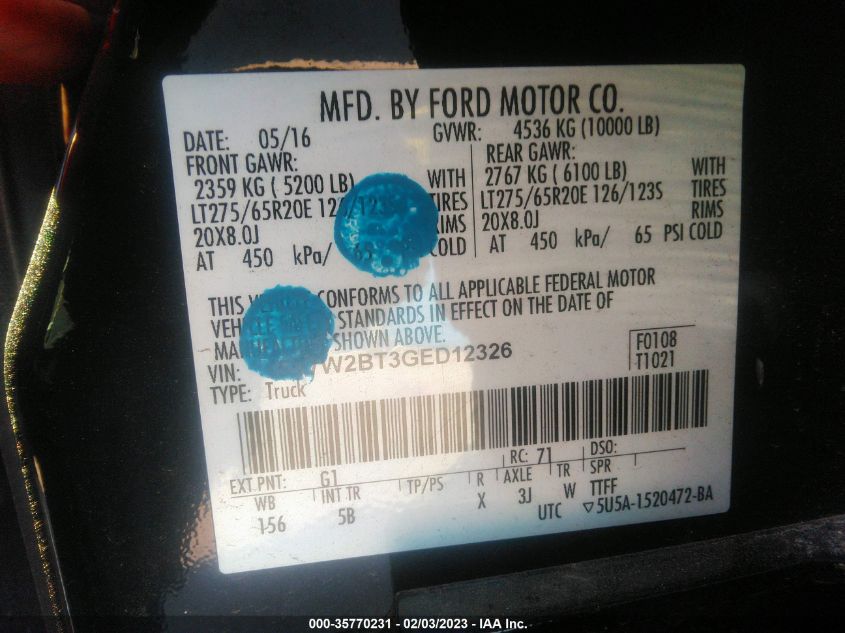 MFD. BY FORD MOTOR CO.
DATE: 05/16 GVWR: 4536 KG (10000 LB)
FRONT GAWR: REAR GAWR:
2359 KG ( 5200 LB) WITH 2767 KG ( 6100 LB) WITH
LT275/65R20E TIRES LT275/65R20E 126/123S TIRES
20X8.0J RIMS 20X8.0J RIMS
AT 450 kPa/ 65 COLD AT 450 kPa/ 65 PSI COLD
THIS CONFORMS TO ALL APPLICABLE FEDERAL MOTOR
VEHICLE STANDARDS IN EFFECT ON THE DATE OF
SHOWN ABOVE.
VIN: W2BT3GED12326 F0108
TYPE: Truck T1021
EXT PNT: G1 RC: 71 DSO:
WB INT TR TP/PS R AXLE TR SPR
156 5B X 3J W TTFF
UTC ▽5U5A-1520472-BA
000-35770231 - 02/03/2023 - IAA Inc.